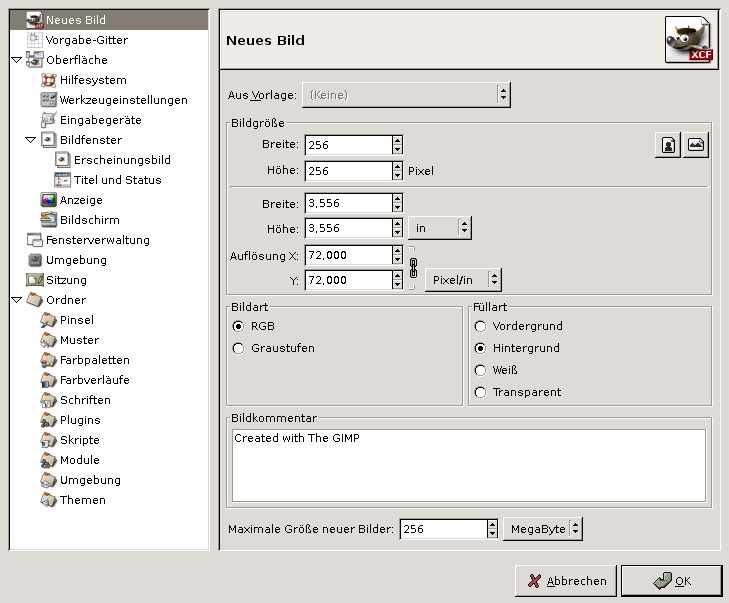 Neues Bild
Vorgabe-Gitter
Oberfläche
Hilfesystem
Werkzeugeinstellungen
Eingabegeräte
Bildfenster
Erscheinungsbild
Titel und Status
Anzeige
Bildschirm
Fensterverwaltung
Umgebung
Sitzung
Ordner
Pinsel
Muster
Farbpaletten
Farbverläufe
Schriften
Plugins
Skripte
Module
Umgebung
Themen
Neues Bild
XCF
Aus Vorlage: (Keine)
Bildgröße
Breite: 256
Höhe: 256 Pixel
Breite: 3,556
Höhe: 3,556 in
Auflösung X: 72,000
Y: 72,000 Pixel/in
Bildart
RGB
Graustufen
Füllart
Vordergrund
Hintergrund
Weiß
Transparent
Bildkommentar
Created with The GIMP
Maximale Größe neuer Bilder: 256 MegaByte
Abbrechen
OK